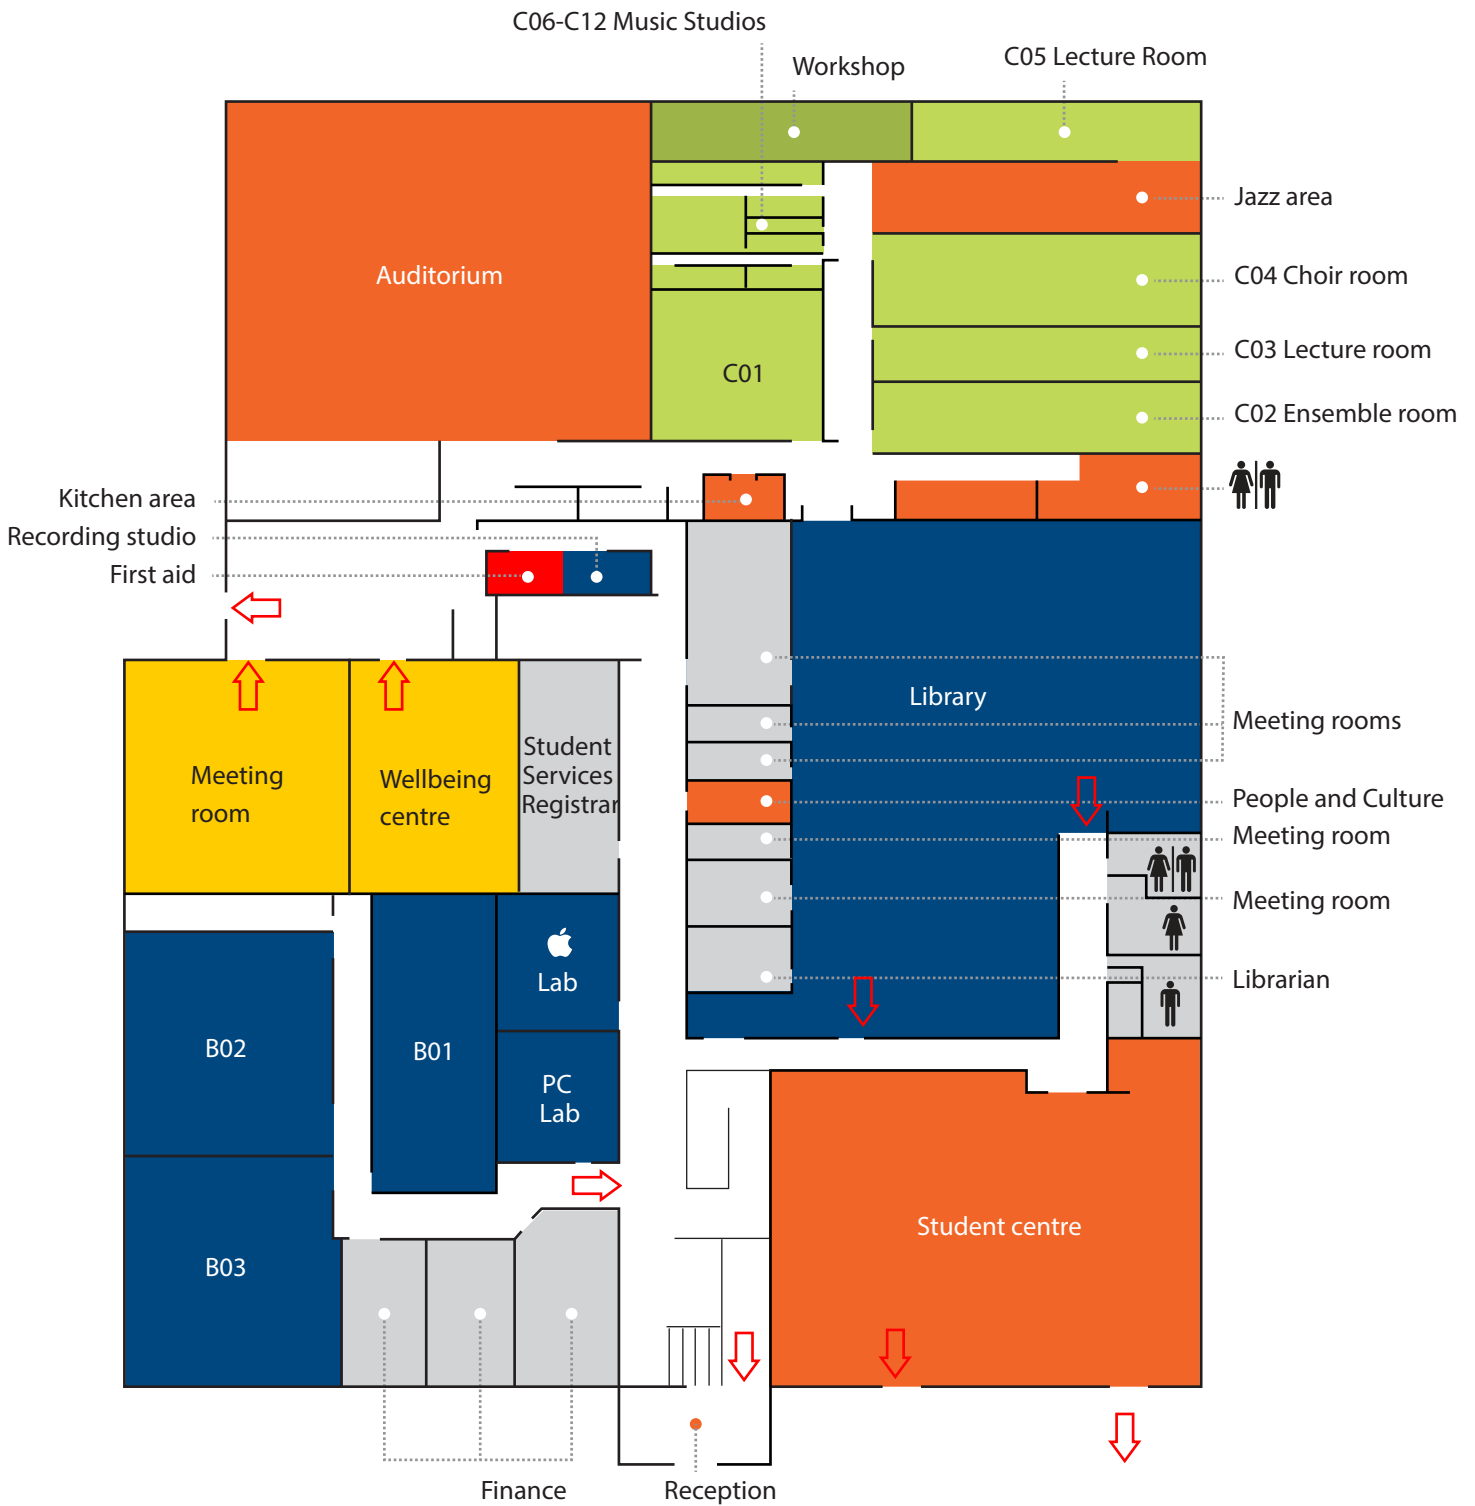 C06-C12 Music Studios
Workshop
C05 Lecture Room
Jazz area
Auditorium
C04 Choir room
C03 Lecture room
C01
C02 Ensemble room
Kitchen area
Recording studio
First aid
Library
Meeting rooms
Student
Services
Registrar
Meeting
room
Wellbeing
centre
People and Culture
Meeting room
Meeting room
Lab
Librarian
B02
B01
PC
Lab
Student centre
B03
Finance
Reception